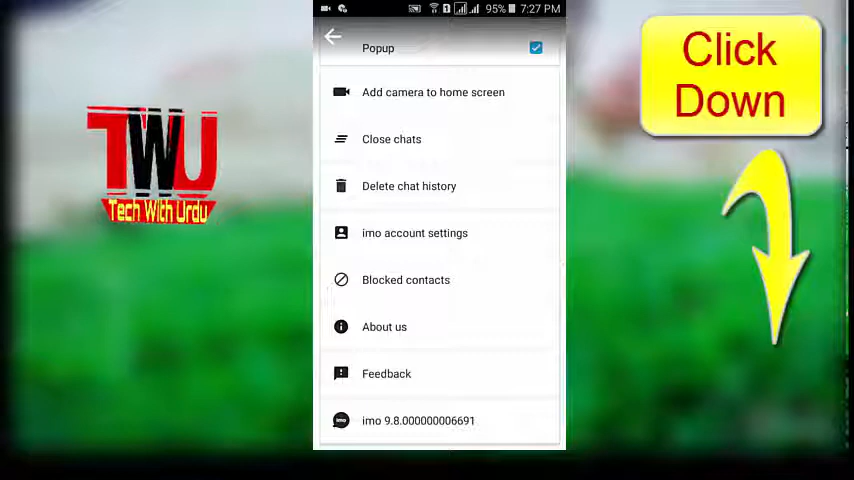 95% 7:27 PM
Popup
Add camera to home screen
Close chats
Delete chat history
imo account settings
Blocked contacts
About us
Feedback
imo
imo 9.8.000000006691
TWU
Tech With Urdu
Click
Down